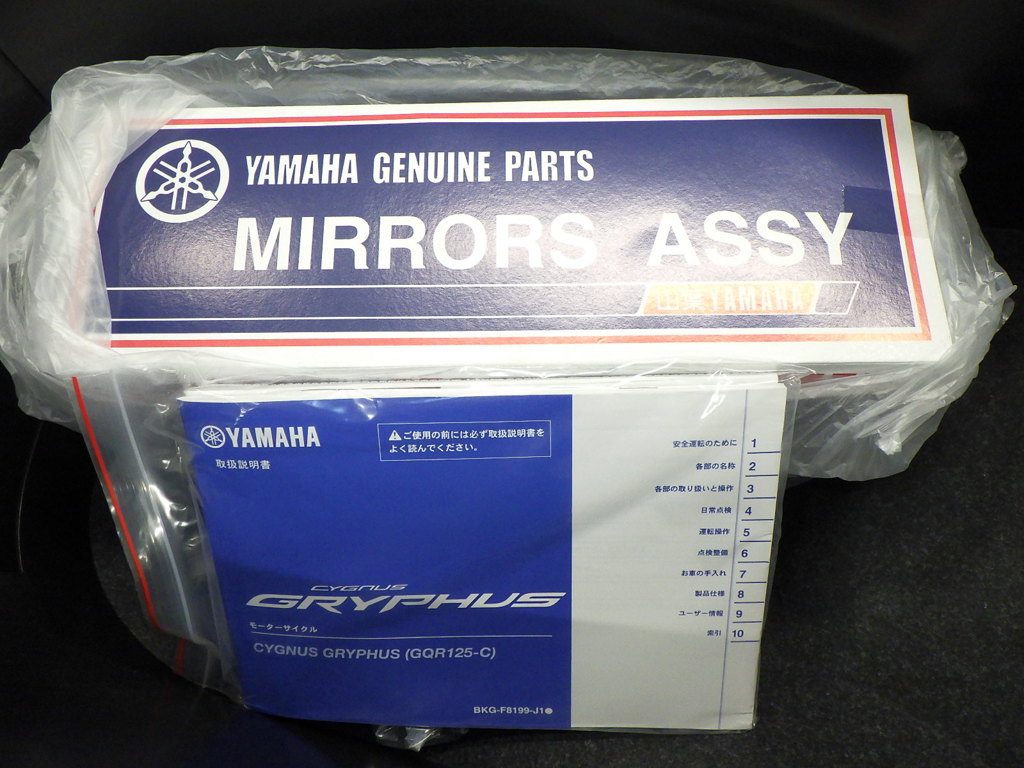 YAMAHA GENUINE PARTS
MIRRORS ASSY
YAMAHA
YAMAHA
取扱説明書
⚠ご使用の前には必ず取扱説明書を
よく読んでください。
CYGNUS
GRYPHUS
モーターサイクル
CYGNUS GRYPHUS (GQR125-C)
BKG-F8199-J1●
安全運転のために 1
各部の名称 2
各部の取り扱いと操作 3
日常点検 4
運転操作 5
点検整備 6
お車の手入れ 7
製品仕様 8
ユーザー情報 9
索引 10